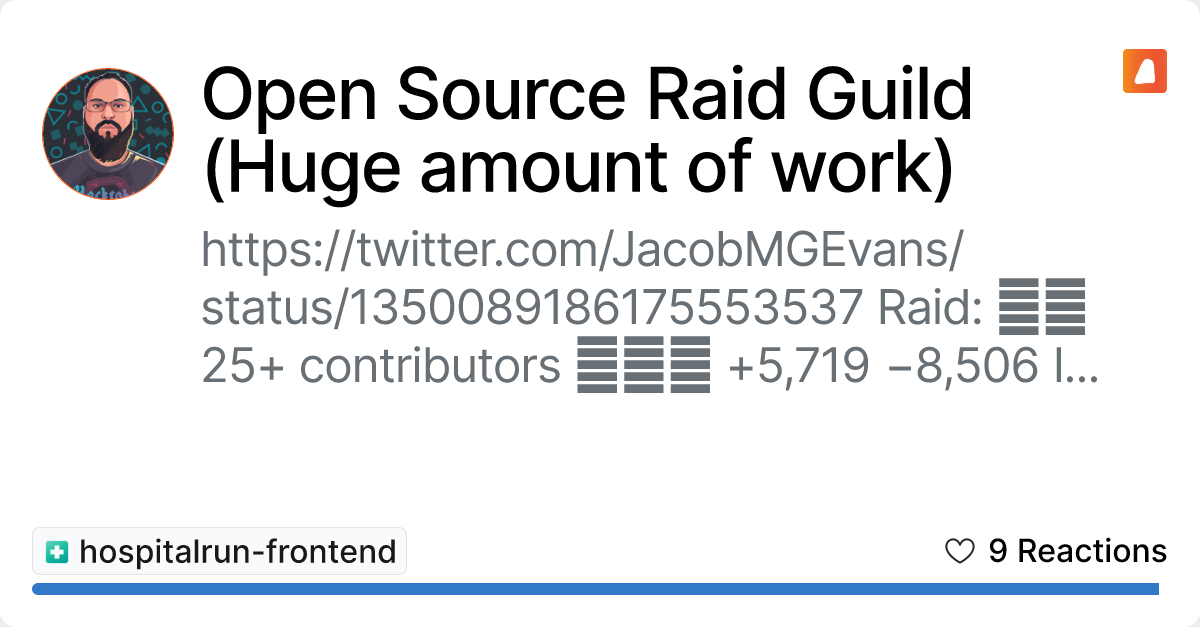 Open Source Raid Guild
(Huge amount of work)
https://twitter.com/JacobMGEvans/
status/1350089186175553537 Raid:
25+ contributors +5,719 −8,506 l...
hospitalrun-frontend
9 Reactions